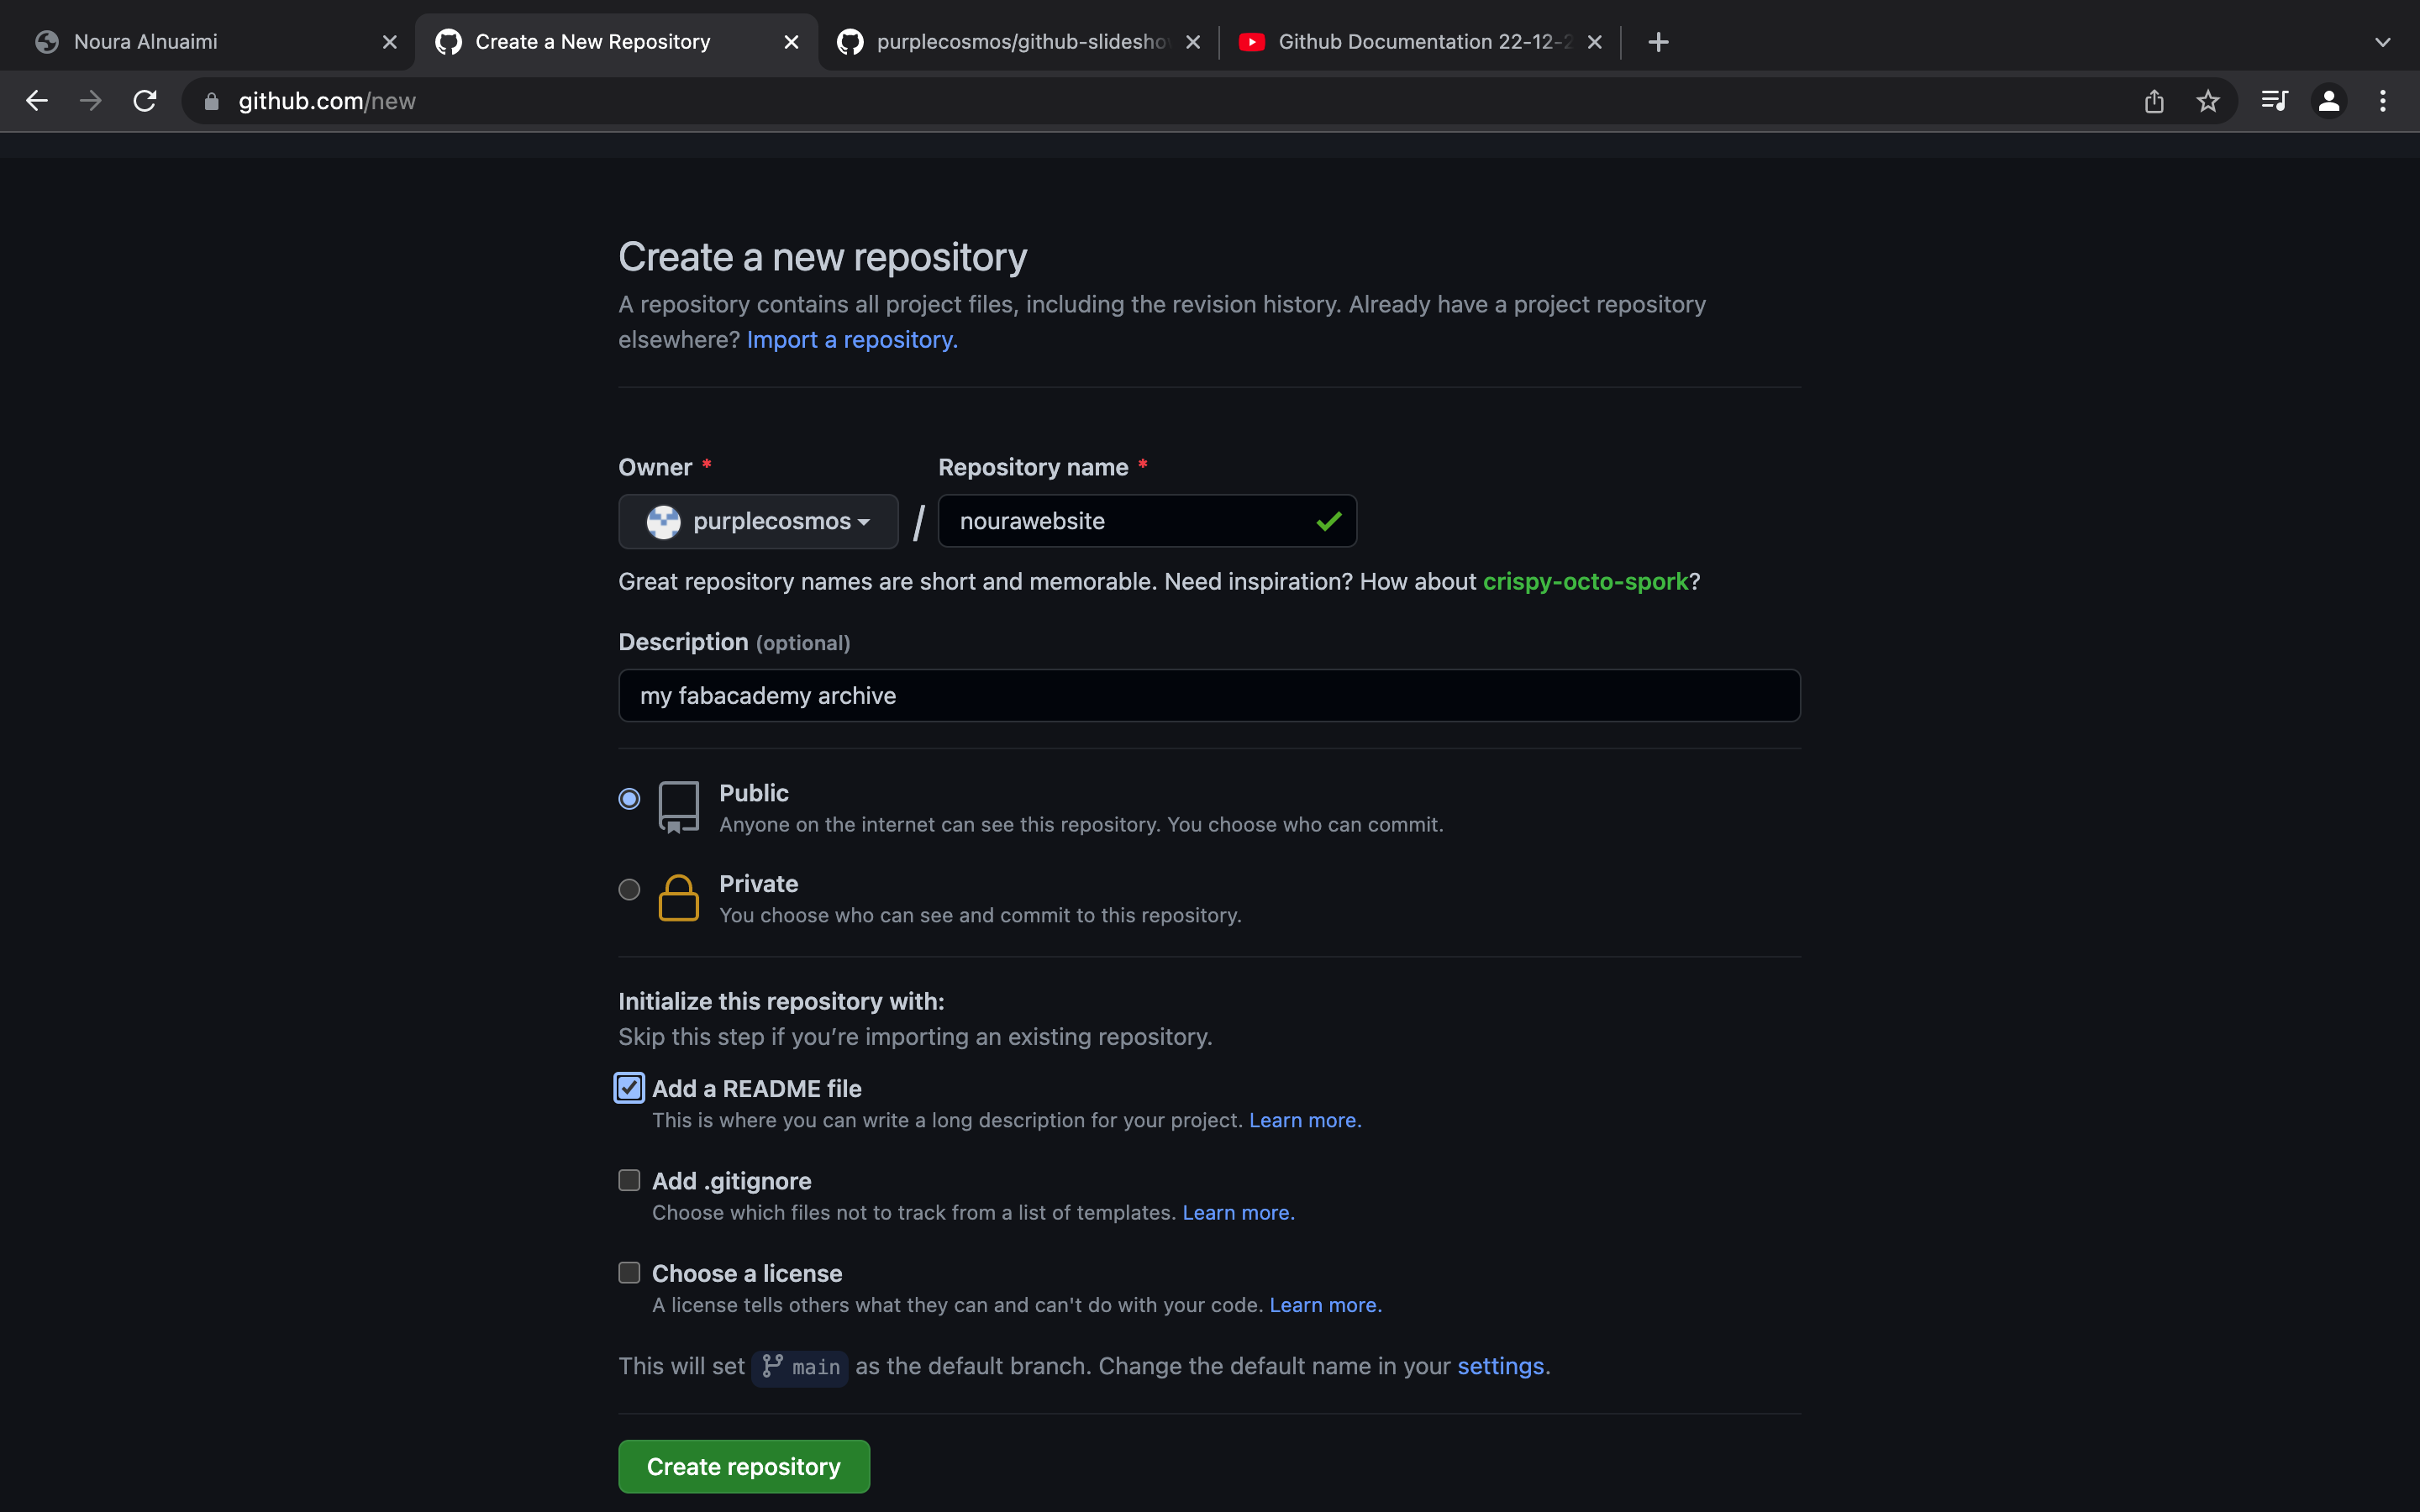 Noura Alnuaimi
Create a New Repository
purplecosmos/github-slidesho
Github Documentation 22-12-2
github.com/new
Create a new repository
A repository contains all project files, including the revision history. Already have a project repository
elsewhere? Import a repository.
Owner * Repository name *
purplecosmos / nourawebsite
Great repository names are short and memorable. Need inspiration? How about crispy-octo-spork?
Description (optional)
my fabacademy archive
Public
Anyone on the internet can see this repository. You choose who can commit.
Private
You choose who can see and commit to this repository.
Initialize this repository with:
Skip this step if you’re importing an existing repository.
Add a README file
This is where you can write a long description for your project. Learn more.
Add .gitignore
Choose which files not to track from a list of templates. Learn more.
Choose a license
A license tells others what they can and can't do with your code. Learn more.
This will set main as the default branch. Change the default name in your settings.
Create repository